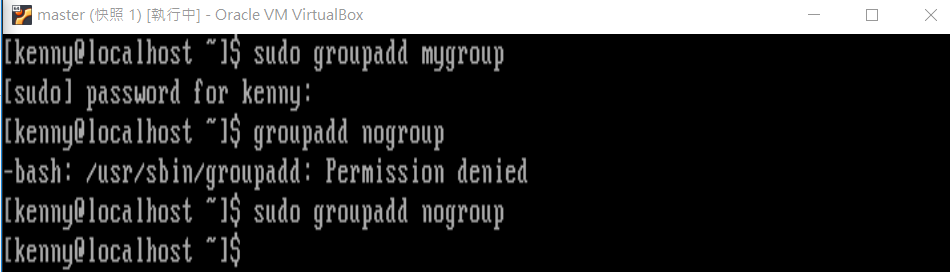 master (快照 1) [執行中] - Oracle VM VirtualBox
[kenny@localhost ~]$ sudo groupadd mygroup
[sudo] password for kenny:
[kenny@localhost ~]$ groupadd nogroup
-bash: /usr/sbin/groupadd: Permission denied
[kenny@localhost ~]$ sudo groupadd nogroup
[kenny@localhost ~]$